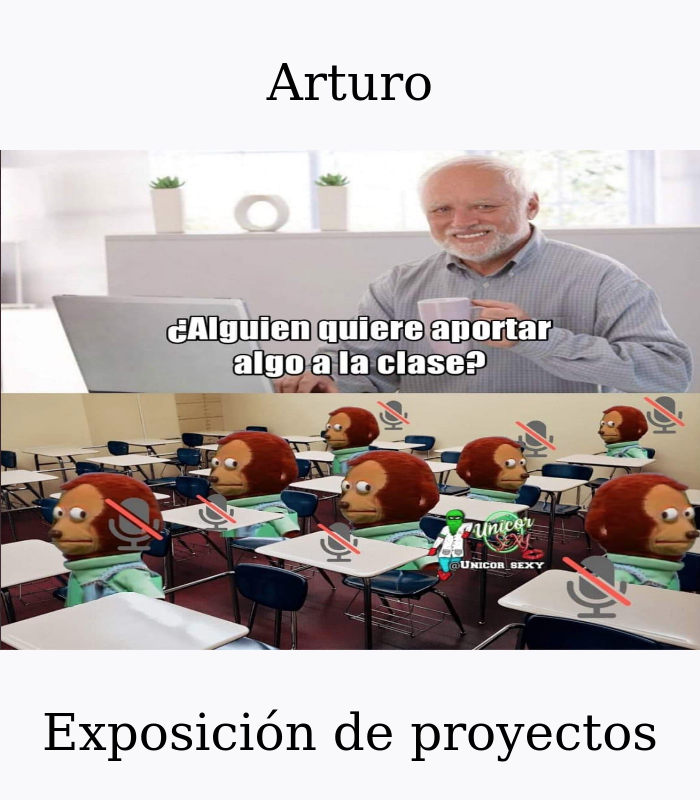 Arturo
¿Alguien quiere aportar
algo a la clase?
Unicor
SEXY
@UNICOR_SEXY
Exposición de proyectos